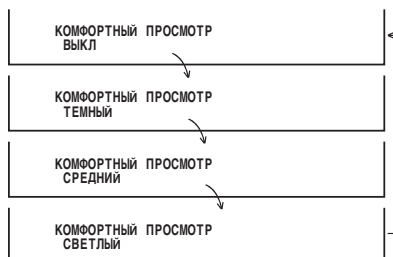 КОМФОРТНЫЙ ПРОСМОТР
ВЫКЛ
КОМФОРТНЫЙ ПРОСМОТР
ТЕМНЫЙ
КОМФОРТНЫЙ ПРОСМОТР
СРЕДНИЙ
КОМФОРТНЫЙ ПРОСМОТР
СВЕТЛЫЙ